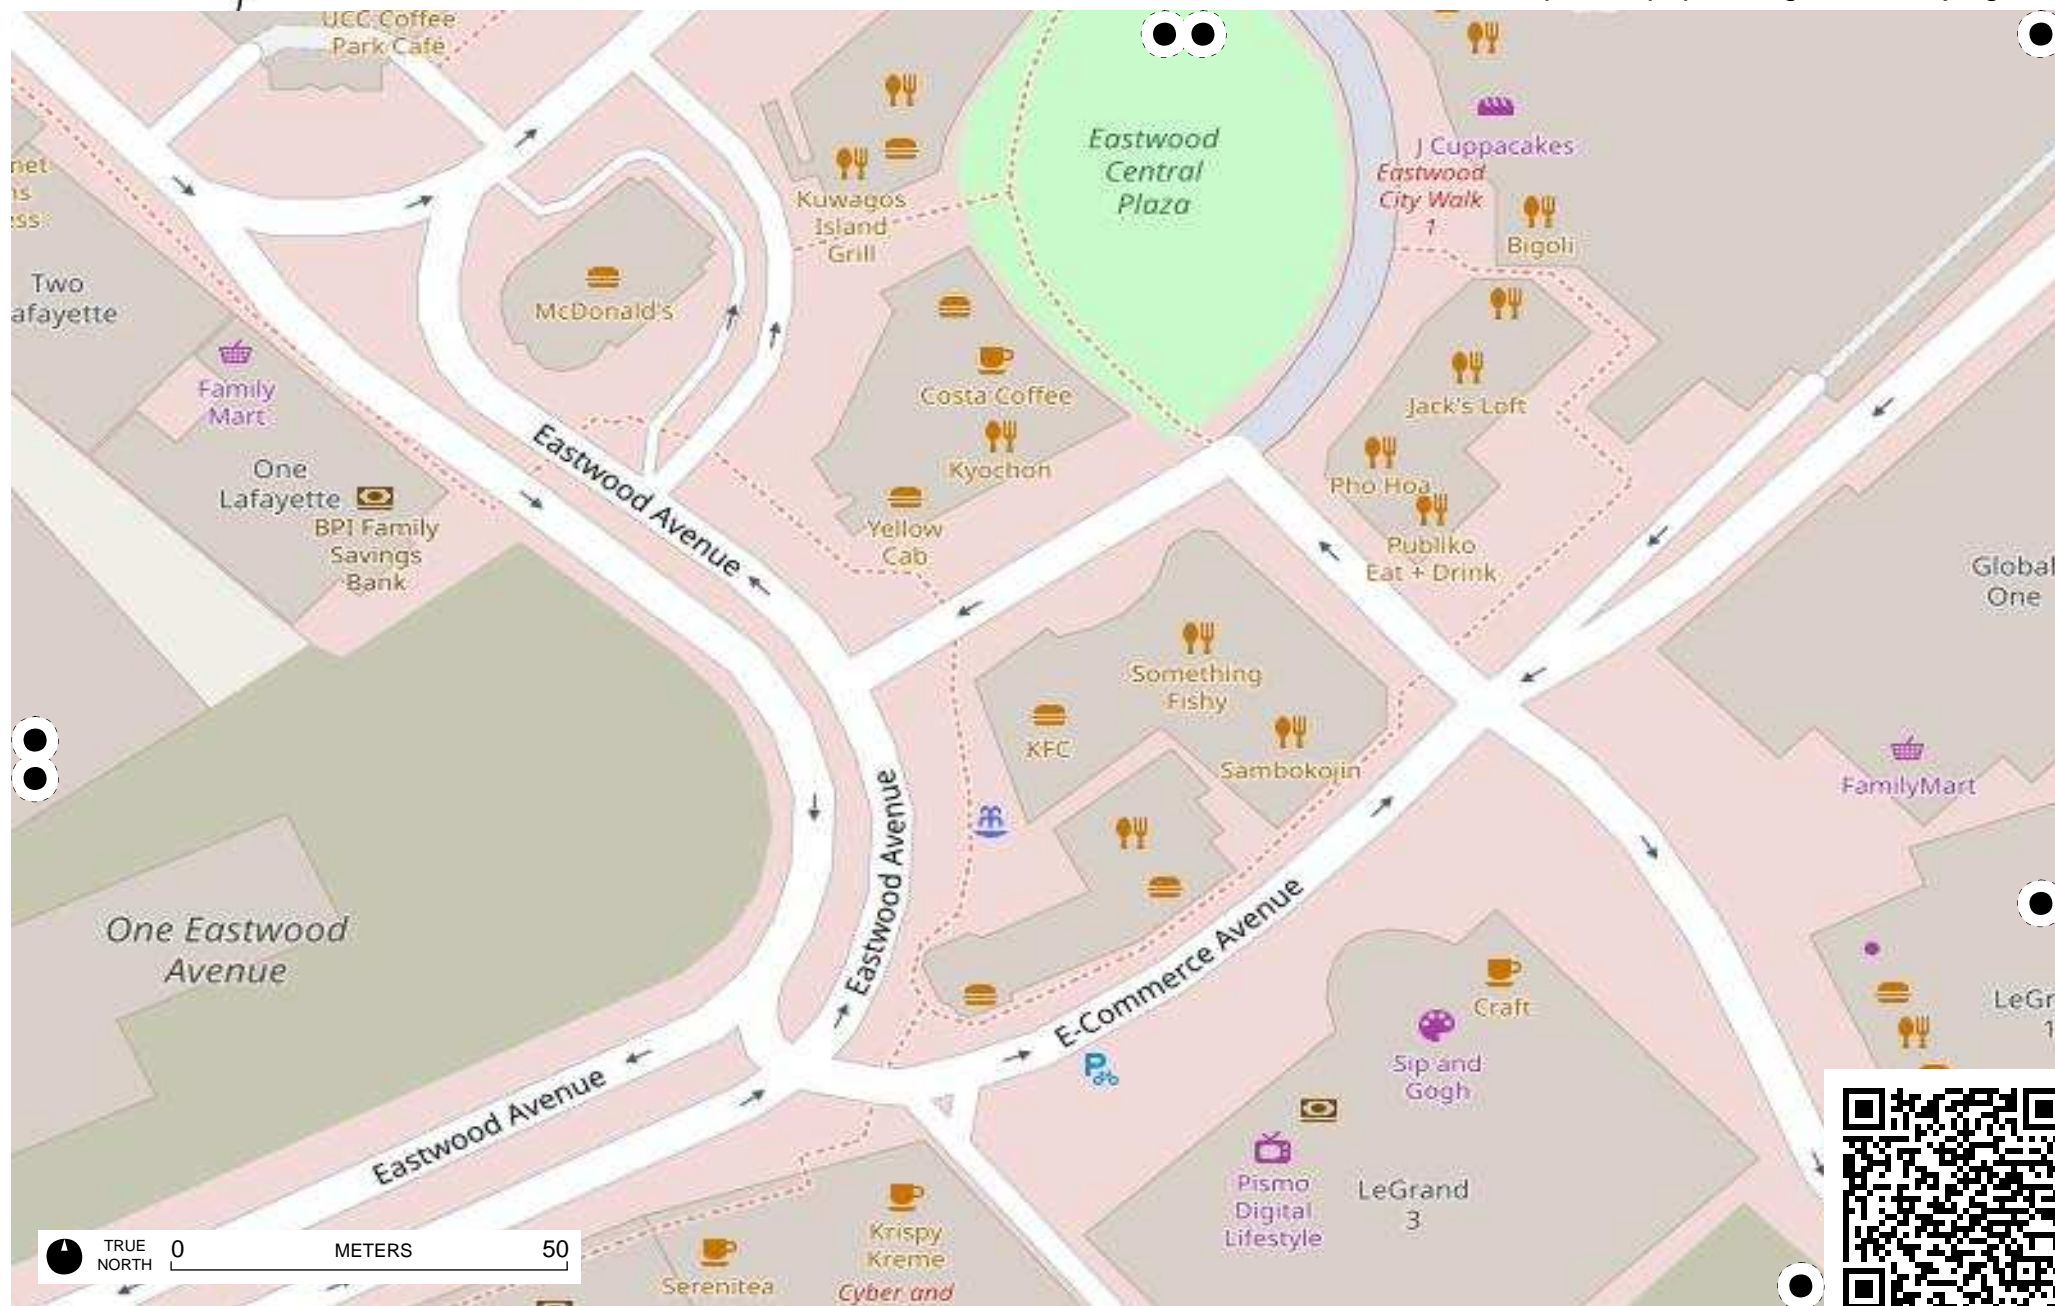 UCC Coffee
Park Café
Eastwood
Central
Plaza
J Cuppacakes
Eastwood
City Walk
1
Bigoli
Kuwagos
Island
Grill
Two
afayette
McDonald's
Family
Mart
Costa Coffee
Kyochon
Jack's Loft
One
Lafayette
BPI Family
Savings
Bank
Eastwood Avenue
Yellow
Cab
Pho Hoa
Publiko
Eat + Drink
Global
One
Something
Fishy
KFC
Sambokojin
FamilyMart
Eastwood Avenue
E-Commerce Avenue
One Eastwood
Avenue
Craft
Sip and
Gogh
LeGr
1
P
Eastwood Avenue
Pismo
Digital
Lifestyle
LeGrand
3
Krispy
Kreme
Serenitea
Cyber and
TRUE
NORTH
0 METERS 50